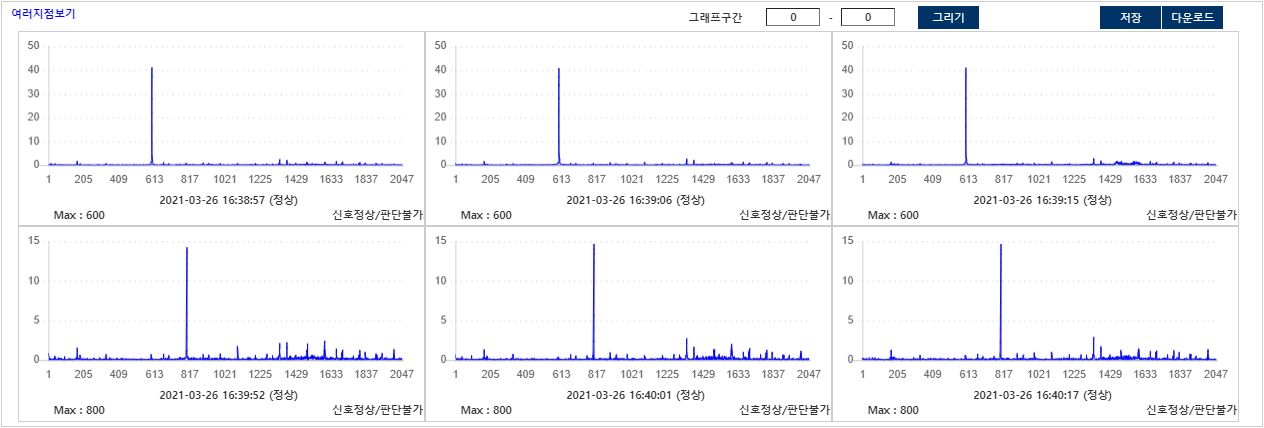 여러지점보기
그래프구간 0 - 0 그리기 저장 다운로드
50 40 30 20 10 0
1 205 409 613 817 1021 1225 1429 1633 1837 2047
2021-03-26 16:38:57 (정상)
Max : 600 신호정상/판단불가
50 40 30 20 10 0
1 205 409 613 817 1021 1225 1429 1633 1837 2047
2021-03-26 16:39:06 (정상)
Max : 600 신호정상/판단불가
50 40 30 20 10 0
1 205 409 613 817 1021 1225 1429 1633 1837 2047
2021-03-26 16:39:15 (정상)
Max : 600 신호정상/판단불가
15 10 5 0
1 205 409 613 817 1021 1225 1429 1633 1837 2047
2021-03-26 16:39:52 (정상)
Max : 800 신호정상/판단불가
15 10 5 0
1 205 409 613 817 1021 1225 1429 1633 1837 2047
2021-03-26 16:40:01 (정상)
Max : 800 신호정상/판단불가
15 10 5 0
1 205 409 613 817 1021 1225 1429 1633 1837 2047
2021-03-26 16:40:17 (정상)
Max : 800 신호정상/판단불가